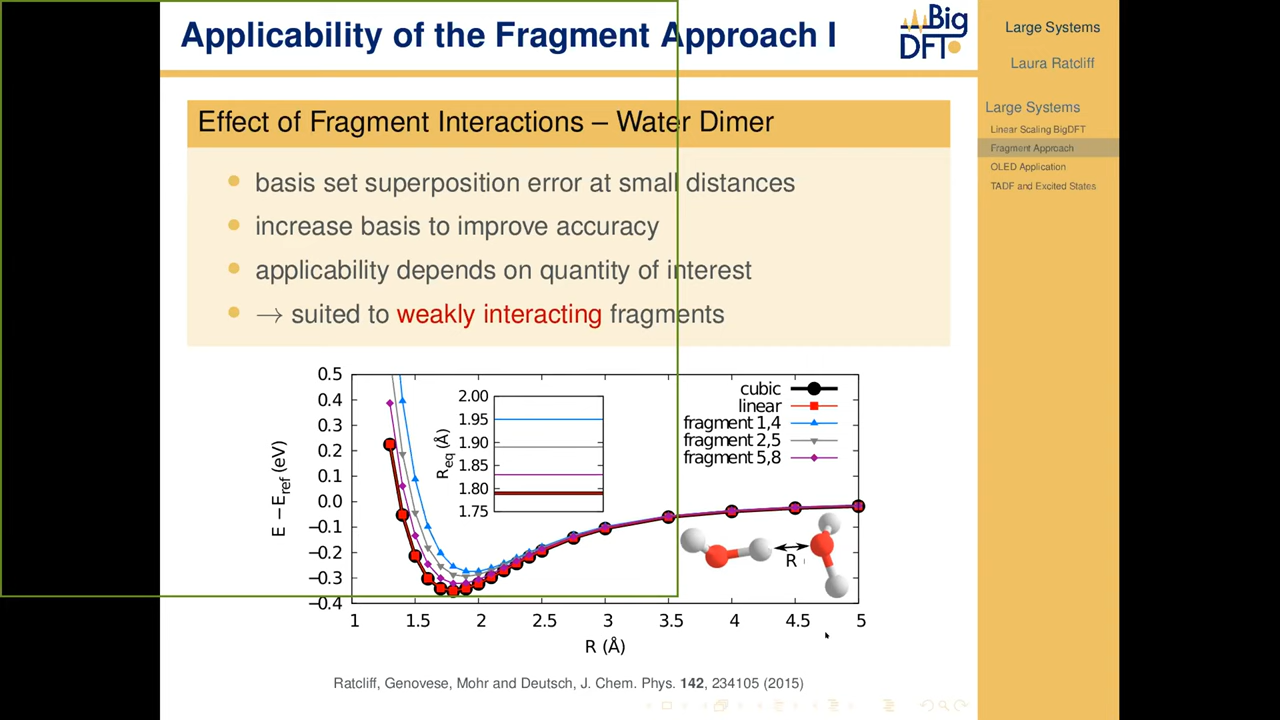 Applicability of the Fragment Approach I
Big
DFT
Large Systems
Laura Ratcliff
Large Systems
Linear Scaling BigDFT
Fragment Approach
OLED Application
TADF and Excited States
Effect of Fragment Interactions – Water Dimer
basis set superposition error at small distances
increase basis to improve accuracy
applicability depends on quantity of interest
→ suited to weakly interacting fragments
0.5
0.4
0.3
0.2
0.1
0.0
−0.1
−0.2
−0.3
−0.4
E −Eref (eV)
2.00
1.95
1.90
1.85
1.80
1.75
Req (Å)
cubic
linear
fragment 1,4
fragment 2,5
fragment 5,8
R
1 1.5 2 2.5 3 3.5 4 4.5 5
R (Å)
Ratcliff, Genovese, Mohr and Deutsch, J. Chem. Phys. 142, 234105 (2015)